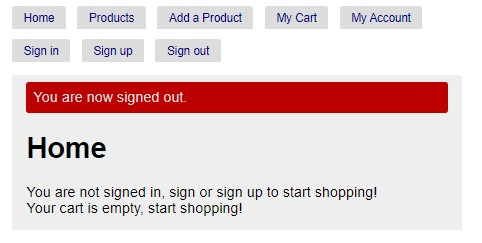 Home Products Add a Product My Cart My Account
Sign in Sign up Sign out
You are now signed out.
Home
You are not signed in, sign or sign up to start shopping!
Your cart is empty, start shopping!